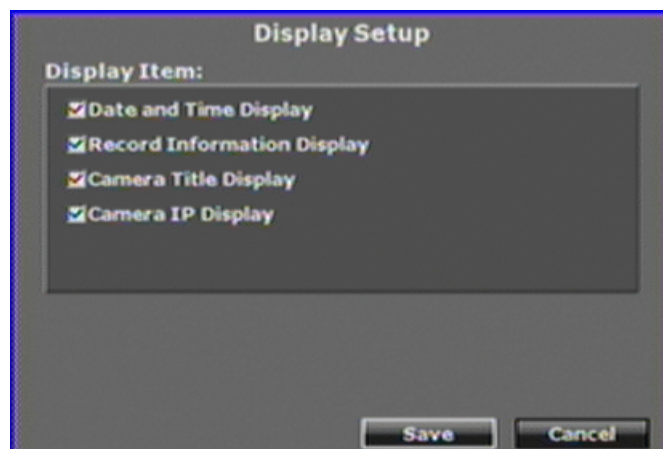 Display Setup
Display Item:
Date and Time Display
Record Information Display
Camera Title Display
Camera IP Display
Save Cancel